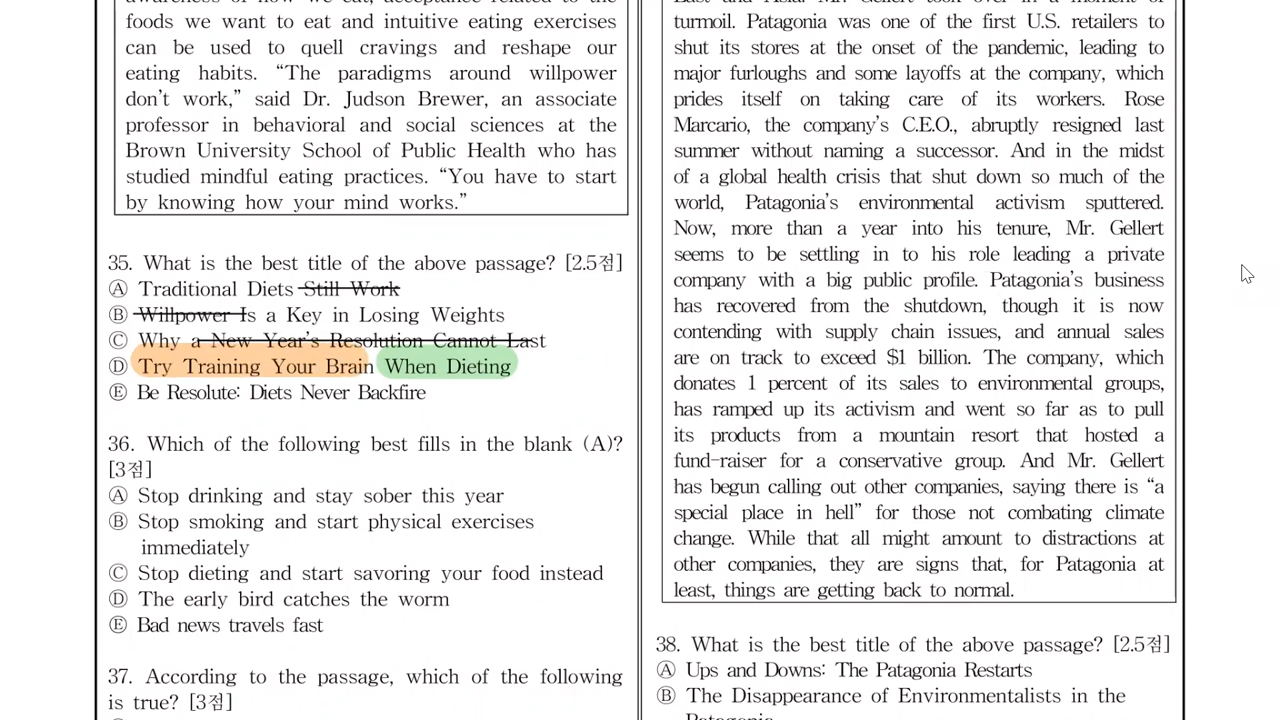 awareness of how we eat, acceptance related to the
foods we want to eat and intuitive eating exercises
can be used to quell cravings and reshape our
eating habits. “The paradigms around willpower
don’t work,” said Dr. Judson Brewer, an associate
professor in behavioral and social sciences at the
Brown University School of Public Health who has
studied mindful eating practices. “You have to start
by knowing how your mind works.”
35. What is the best title of the above passage? [2.5점]
Ⓐ Traditional Diets Still Work
Ⓑ Willpower Is a Key in Losing Weights
Ⓒ Why a New Year’s Resolution Cannot Last
Ⓓ Try Training Your Brain When Dieting
Ⓔ Be Resolute: Diets Never Backfire
36. Which of the following best fills in the blank (A)?
[3점]
Ⓐ Stop drinking and stay sober this year
Ⓑ Stop smoking and start physical exercises
immediately
Ⓒ Stop dieting and start savoring your food instead
Ⓓ The early bird catches the worm
Ⓔ Bad news travels fast
37. According to the passage, which of the following
is true? [3점]
East and Asia. Mr. Gellert took over in a moment of
turmoil. Patagonia was one of the first U.S. retailers to
shut its stores at the onset of the pandemic, leading to
major furloughs and some layoffs at the company, which
prides itself on taking care of its workers. Rose
Marcario, the company’s C.E.O., abruptly resigned last
summer without naming a successor. And in the midst
of a global health crisis that shut down so much of the
world, Patagonia’s environmental activism sputtered.
Now, more than a year into his tenure, Mr. Gellert
seems to be settling in to his role leading a private
company with a big public profile. Patagonia’s business
has recovered from the shutdown, though it is now
contending with supply chain issues, and annual sales
are on track to exceed $1 billion. The company, which
donates 1 percent of its sales to environmental groups,
has ramped up its activism and went so far as to pull
its products from a mountain resort that hosted a
fund-raiser for a conservative group. And Mr. Gellert
has begun calling out other companies, saying there is “a
special place in hell” for those not combating climate
change. While that all might amount to distractions at
other companies, they are signs that, for Patagonia at
least, things are getting back to normal.
38. What is the best title of the above passage? [2.5점]
Ⓐ Ups and Downs: The Patagonia Restarts
Ⓑ The Disappearance of Environmentalists in the
Patagonia